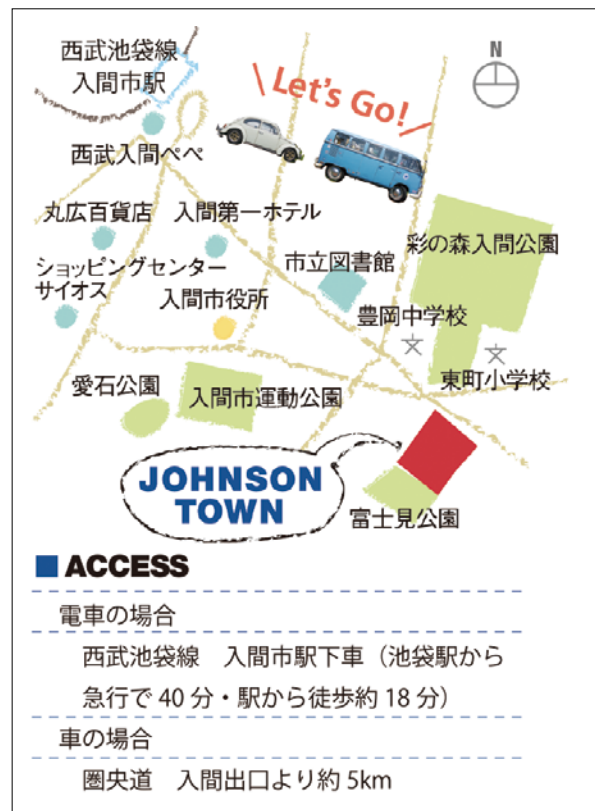 西武池袋線
入間市駅
N
Let's Go!
西武入間ぺぺ
丸広百貨店
入間第一ホテル
彩の森入間公園
市立図書館
ショッピングセンター
サイオス
入間市役所
豊岡中学校
文
文
東町小学校
愛石公園
入間市運動公園
JOHNSON
TOWN
富士見公園
■ ACCESS
電車の場合
西武池袋線 入間市駅下車（池袋駅から
急行で 40 分・駅から徒歩約 18 分）
車の場合
圏央道 入間出口より約 5km